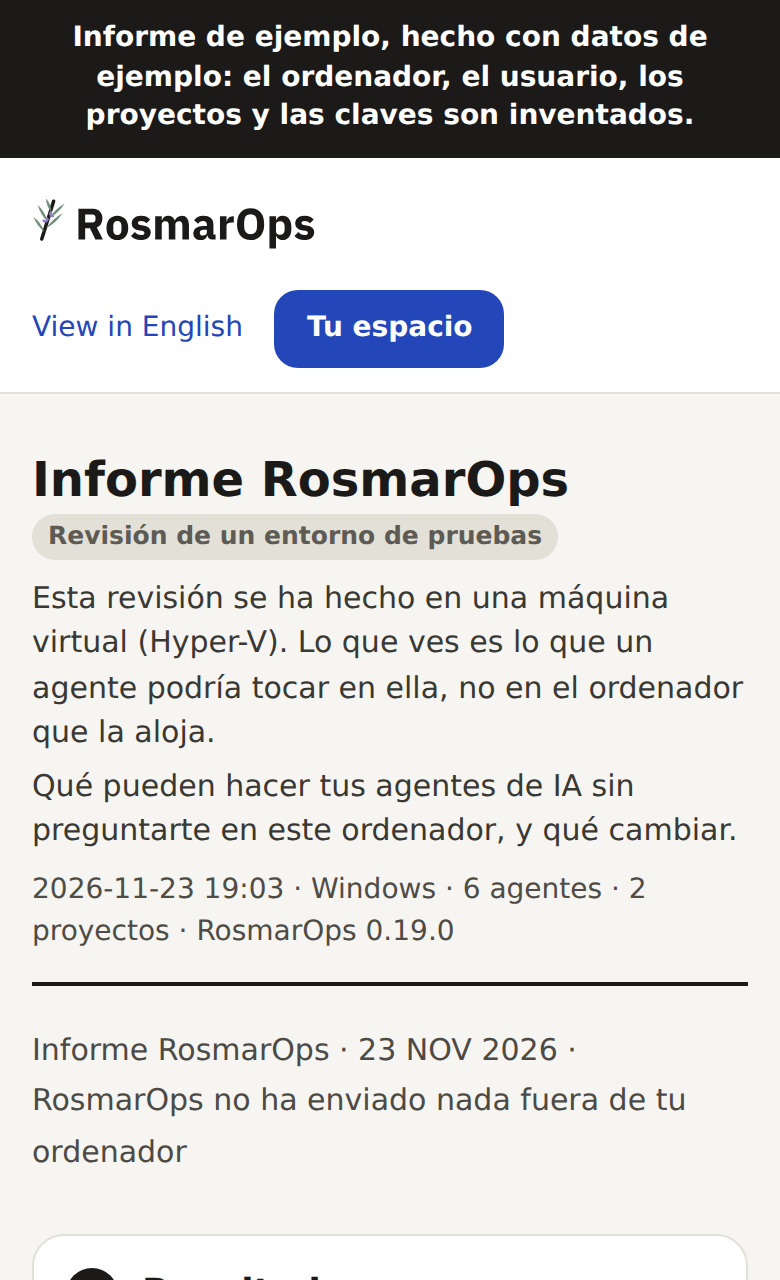 Informe de ejemplo, hecho con datos de
ejemplo: el ordenador, el usuario, los
proyectos y las claves son inventados.
RosmarOps
View in English
Tu espacio
Informe RosmarOps
Revisión de un entorno de pruebas
Esta revisión se ha hecho en una máquina
virtual (Hyper-V). Lo que ves es lo que un
agente podría tocar en ella, no en el ordenador
que la aloja.
Qué pueden hacer tus agentes de IA sin
preguntarte en este ordenador, y qué cambiar.
2026-11-23 19:03 · Windows · 6 agentes · 2
proyectos · RosmarOps 0.19.0
Informe RosmarOps · 23 NOV 2026 ·
RosmarOps no ha enviado nada fuera de tu
ordenador